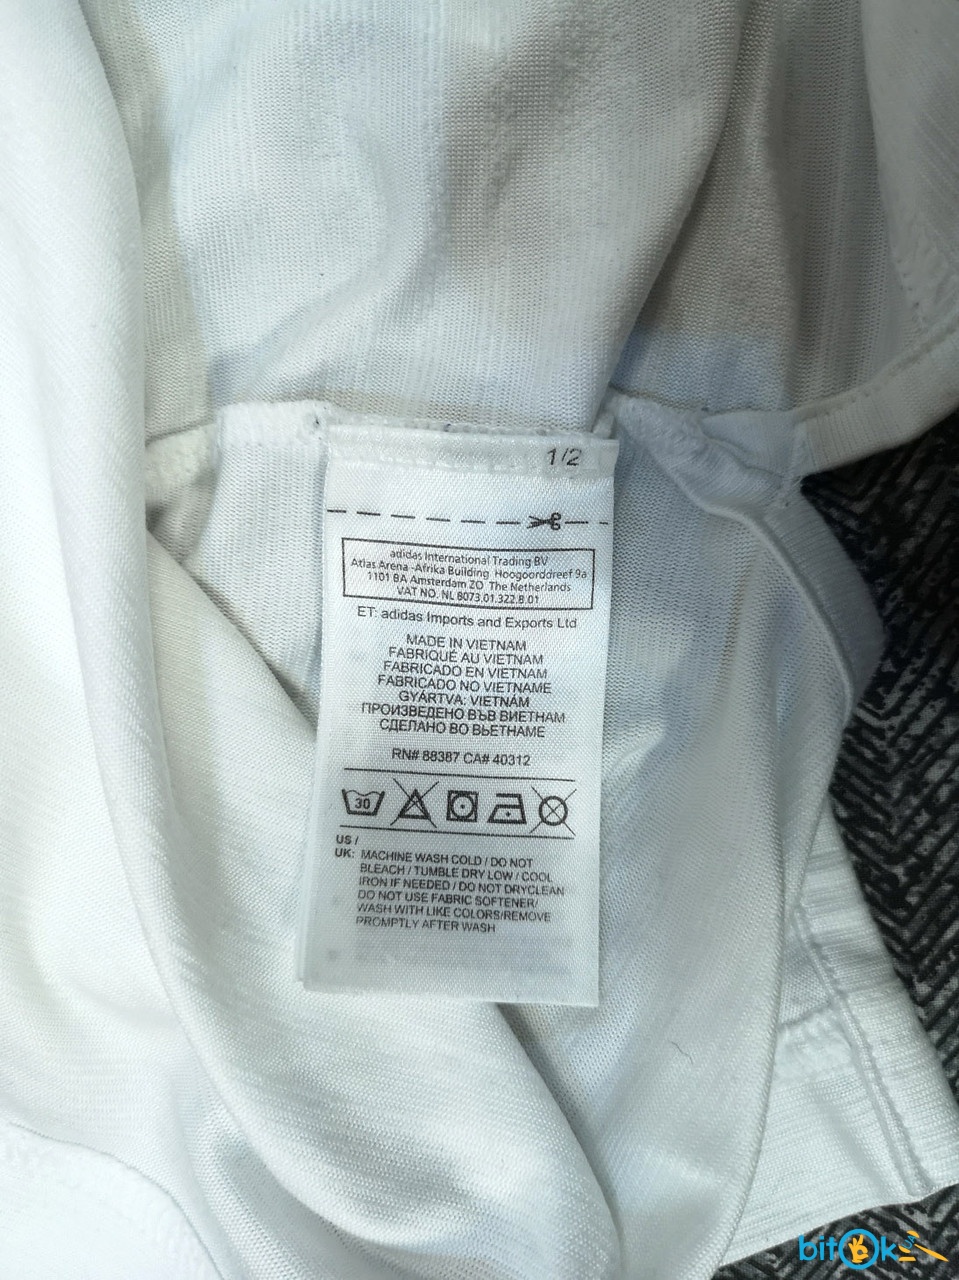 1/2
adidas International Trading BV
Atlas Arena -Afrika Building Hoogoorddreef 9a
1101 BA Amsterdam ZO The Netherlands
VAT NO. NL 8073.01.322.B.01
ET: adidas Imports and Exports Ltd
MADE IN VIETNAM
FABRIQUÉ AU VIETNAM
FABRICADO EN VIETNAM
FABRICADO NO VIETNAME
GYÁRTVA: VIETNÁM
ПРОИЗВЕДЕНО ВЪВ ВИЕТНАМ
СДЕЛАНО ВО ВЬЕТНАМЕ
RN# 88387 CA# 40312
30
US /
UK: MACHINE WASH COLD / DO NOT
BLEACH / TUMBLE DRY LOW / COOL
IRON IF NEEDED / DO NOT DRYCLEAN
DO NOT USE FABRIC SOFTENER/
WASH WITH LIKE COLORS/REMOVE
PROMPTLY AFTER WASH
bitOk